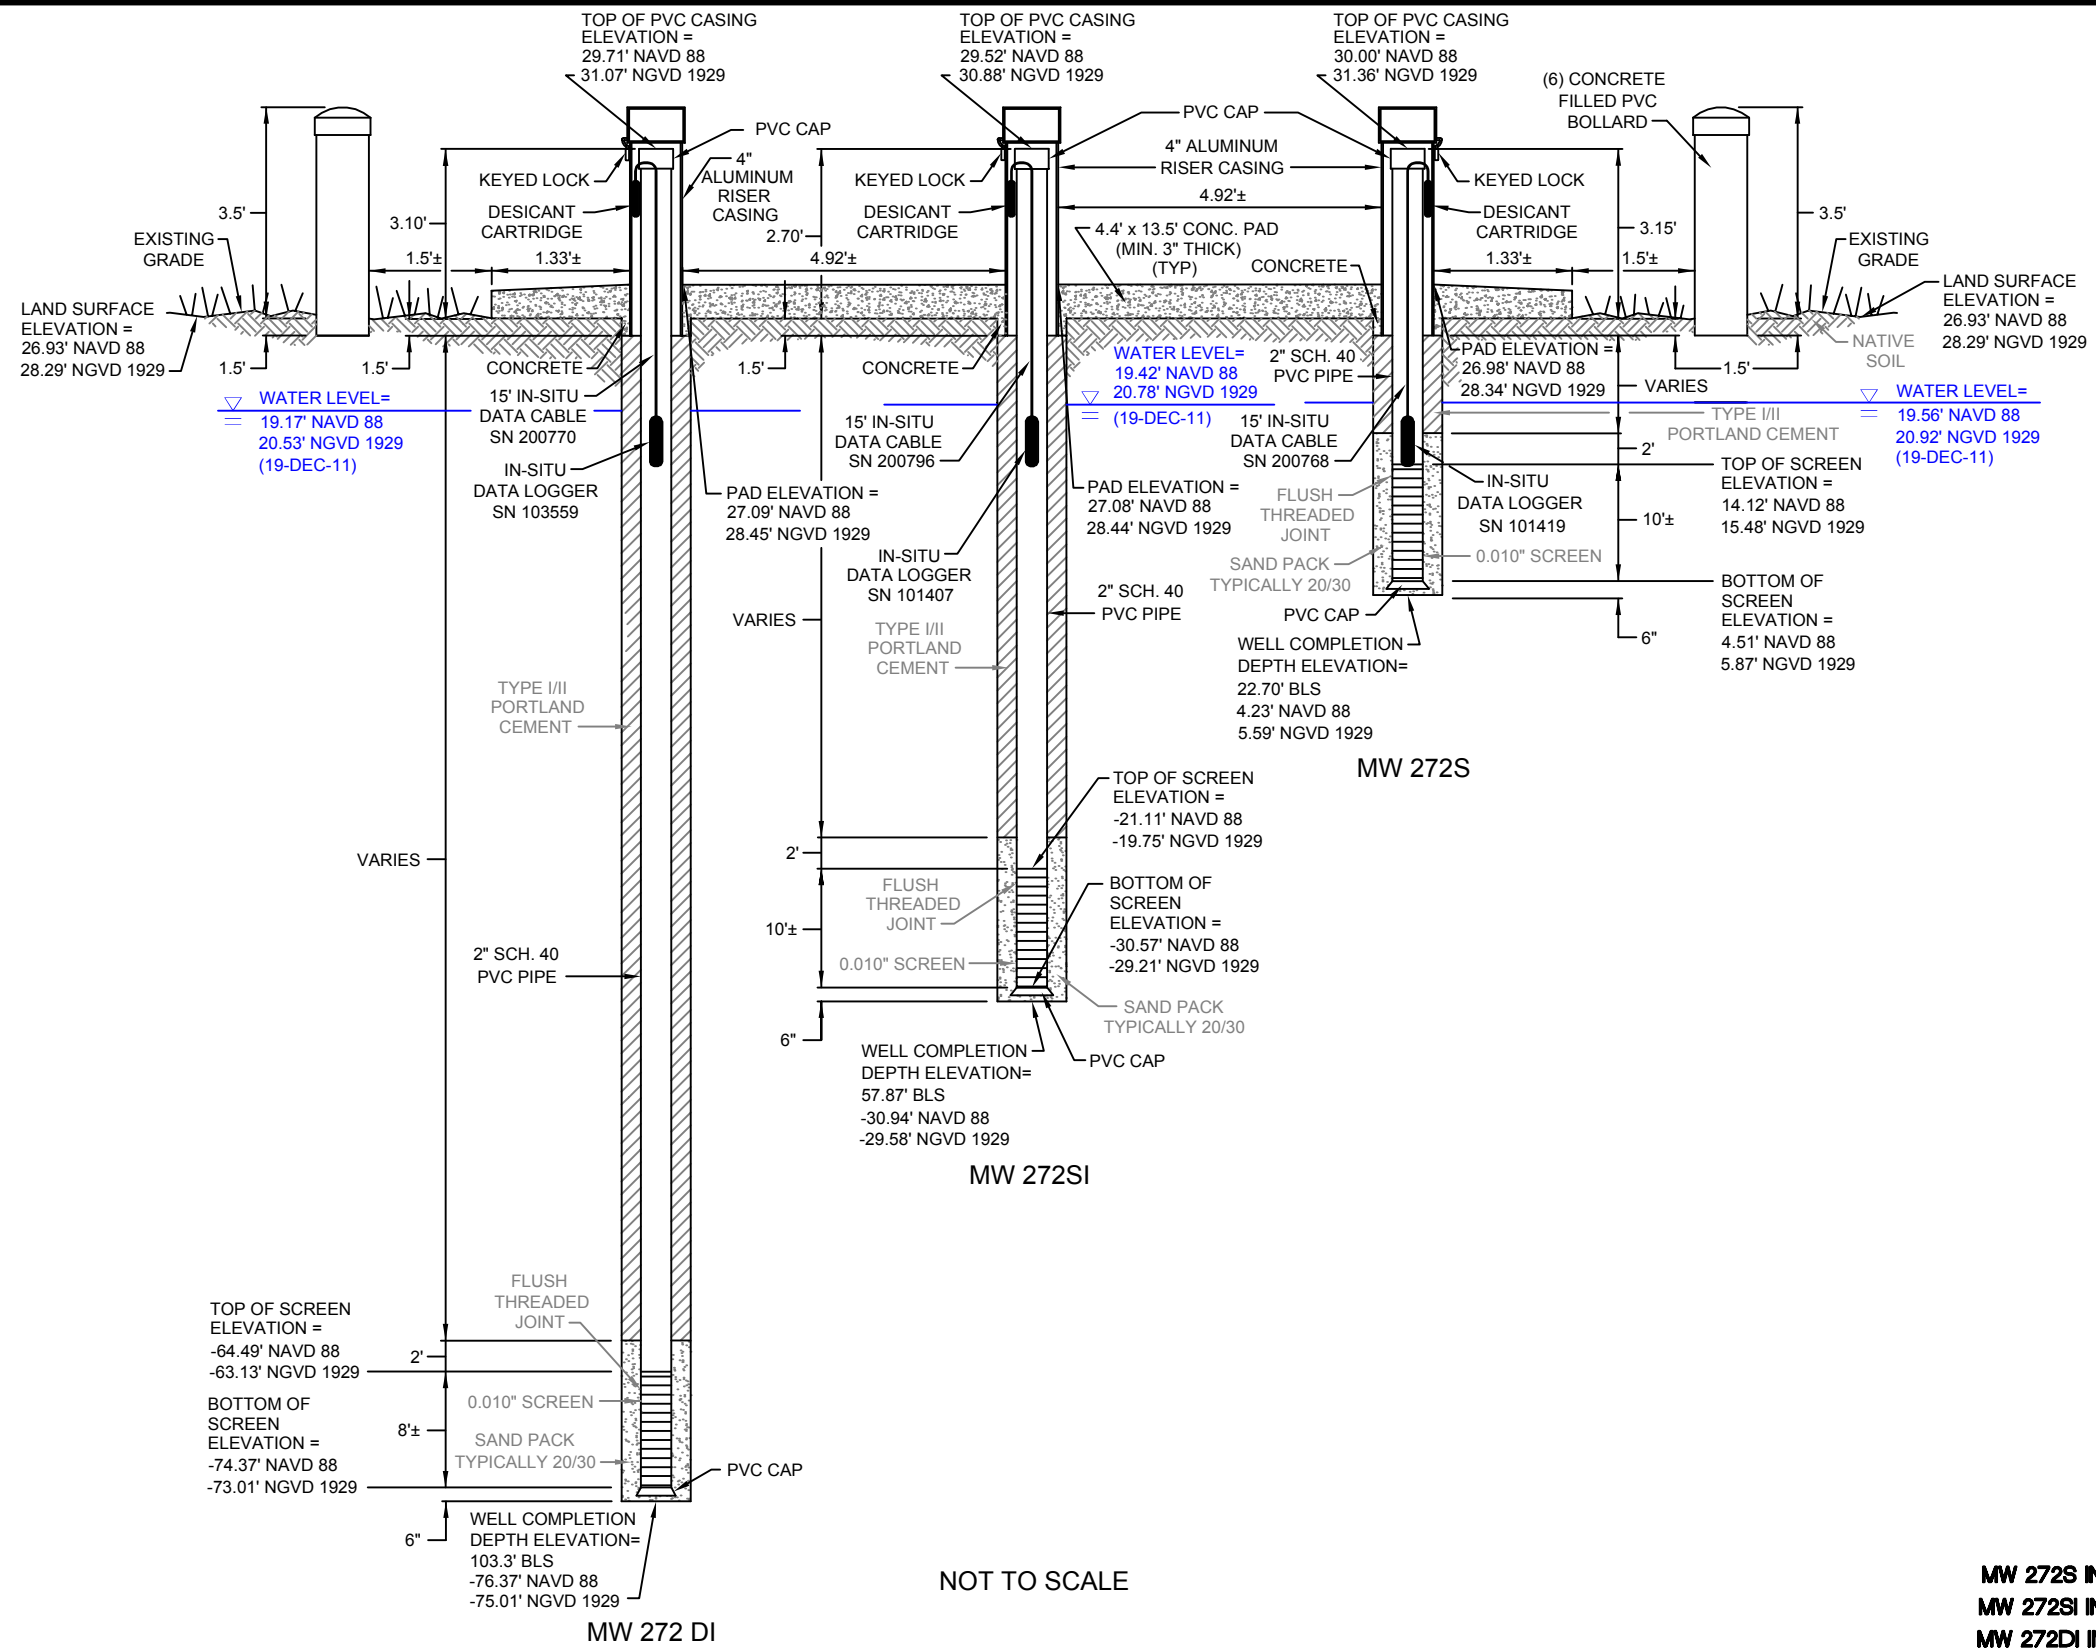 TOP OF PVC CASING
ELEVATION =
29.71' NAVD 88
31.07' NGVD 1929
TOP OF PVC CASING
ELEVATION =
29.52' NAVD 88
30.88' NGVD 1929
TOP OF PVC CASING
ELEVATION =
30.00' NAVD 88
31.36' NGVD 1929
(6) CONCRETE
FILLED PVC
BOLLARD
PVC CAP
PVC CAP
4"
ALUMINUM
RISER
CASING
4" ALUMINUM
RISER CASING
4.92'±
KEYED LOCK
KEYED LOCK
KEYED LOCK
DESICANT
CARTRIDGE
DESICANT
CARTRIDGE
DESICANT
CARTRIDGE
3.5'
3.10'
2.70'
3.15'
3.5'
EXISTING
GRADE
1.5'±
1.33'±
4.92'±
4.4' x 13.5' CONC. PAD
(MIN. 3" THICK)
(TYP)
CONCRETE
1.33'±
1.5'±
EXISTING
GRADE
LAND SURFACE
ELEVATION =
26.93' NAVD 88
28.29' NGVD 1929
LAND SURFACE
ELEVATION =
26.93' NAVD 88
28.29' NGVD 1929
NATIVE
SOIL
1.5'
1.5'
CONCRETE
1.5'
CONCRETE
WATER LEVEL=
19.42' NAVD 88
20.78' NGVD 1929
(19-DEC-11)
2" SCH. 40
PVC PIPE
PAD ELEVATION =
26.98' NAVD 88
28.34' NGVD 1929
1.5'
VARIES
WATER LEVEL=
19.17' NAVD 88
20.53' NGVD 1929
(19-DEC-11)
15' IN-SITU
DATA CABLE
SN 200770
15' IN-SITU
DATA CABLE
SN 200796
15' IN-SITU
DATA CABLE
SN 200768
TYPE I/II
PORTLAND CEMENT
WATER LEVEL=
19.56' NAVD 88
20.92' NGVD 1929
(19-DEC-11)
2'
IN-SITU
DATA LOGGER
SN 103559
PAD ELEVATION =
27.09' NAVD 88
28.45' NGVD 1929
PAD ELEVATION =
27.08' NAVD 88
28.44' NGVD 1929
FLUSH
THREADED
JOINT
IN-SITU
DATA LOGGER
SN 101419
TOP OF SCREEN
ELEVATION =
14.12' NAVD 88
15.48' NGVD 1929
10'±
IN-SITU
DATA LOGGER
SN 101407
SAND PACK
TYPICALLY 20/30
0.010" SCREEN
2" SCH. 40
PVC PIPE
PVC CAP
BOTTOM OF
SCREEN
ELEVATION =
4.51' NAVD 88
5.87' NGVD 1929
6"
VARIES
TYPE I/II
PORTLAND
CEMENT
WELL COMPLETION
DEPTH ELEVATION=
22.70' BLS
4.23' NAVD 88
5.59' NGVD 1929
MW 272S
TYPE I/II
PORTLAND
CEMENT
TOP OF SCREEN
ELEVATION =
-21.11' NAVD 88
-19.75' NGVD 1929
VARIES
2'
FLUSH
THREADED
JOINT
10'±
BOTTOM OF
SCREEN
ELEVATION =
-30.57' NAVD 88
-29.21' NGVD 1929
2" SCH. 40
PVC PIPE
0.010" SCREEN
SAND PACK
TYPICALLY 20/30
6"
WELL COMPLETION
DEPTH ELEVATION=
57.87' BLS
-30.94' NAVD 88
-29.58' NGVD 1929
PVC CAP
MW 272SI
FLUSH
THREADED
JOINT
TOP OF SCREEN
ELEVATION =
-64.49' NAVD 88
-63.13' NGVD 1929
2'
BOTTOM OF
SCREEN
ELEVATION =
-74.37' NAVD 88
-73.01' NGVD 1929
8'±
0.010" SCREEN
SAND PACK
TYPICALLY 20/30
PVC CAP
6"
WELL COMPLETION
DEPTH ELEVATION=
103.3' BLS
-76.37' NAVD 88
-75.01' NGVD 1929
MW 272 DI
NOT TO SCALE
MW 272S
MW 272SI
MW 272DI